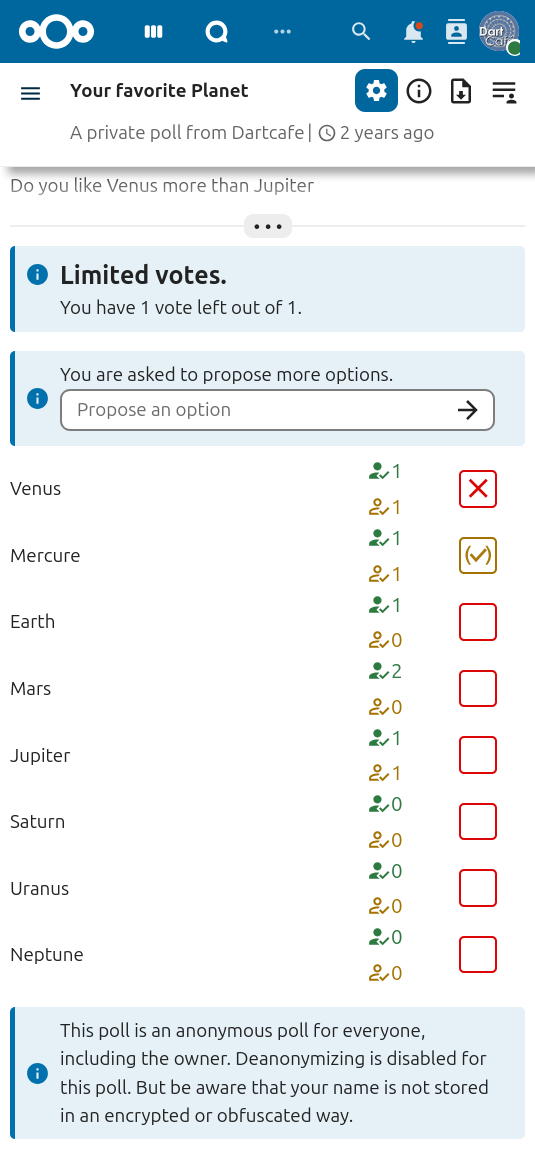 Dart
Café
Your favorite Planet
A private poll from Dartcafe | 2 years ago
Do you like Venus more than Jupiter
Limited votes.
You have 1 vote left out of 1.
You are asked to propose more options.
Propose an option
Venus
1
1
Mercure
1
1
Earth
1
0
Mars
2
0
Jupiter
1
1
Saturn
0
0
Uranus
0
0
Neptune
0
0
This poll is an anonymous poll for everyone,
including the owner. Deanonymizing is disabled for
this poll. But be aware that your name is not stored
in an encrypted or obfuscated way.